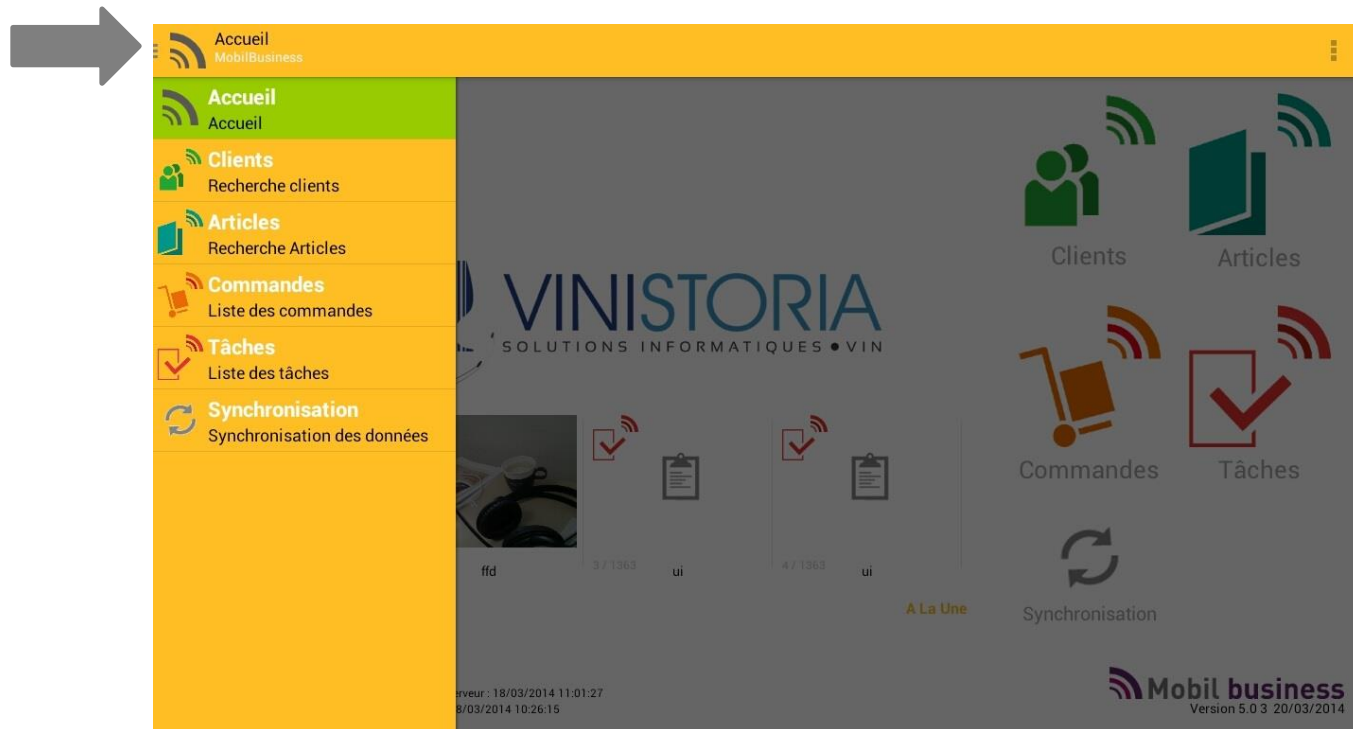 Accueil
MobilBusiness
Accueil
Accueil
Clients
Recherche clients
Articles
Recherche Articles
Commandes
Liste des commandes
Tâches
Liste des tâches
Synchronisation
Synchronisation des données
VINISTORIA
SOLUTIONS INFORMATIQUES • VIN
ffd
3 / 1363
ui
4 / 1363
ui
A La Une
Clients
Articles
Commandes
Tâches
Synchronisation
: 18/03/2014 11:01:27
8/03/2014 10:26:15
Mobil business
Version 5.0 3 20/03/2014